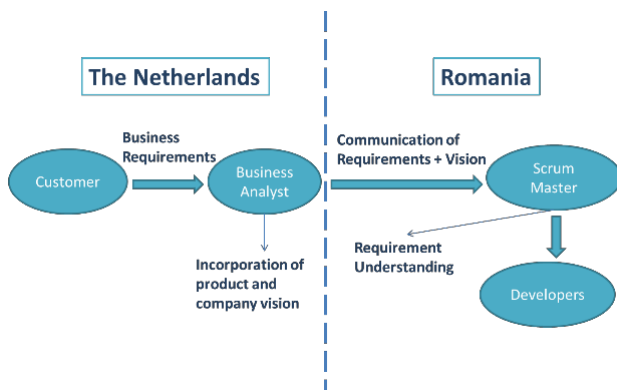 The Netherlands
Romania
Business
Requirements
Communication of
Requirements + Vision
Customer
Business
Analyst
Scrum
Master
Incorporation of
product and
company vision
Requirement
Understanding
Developers